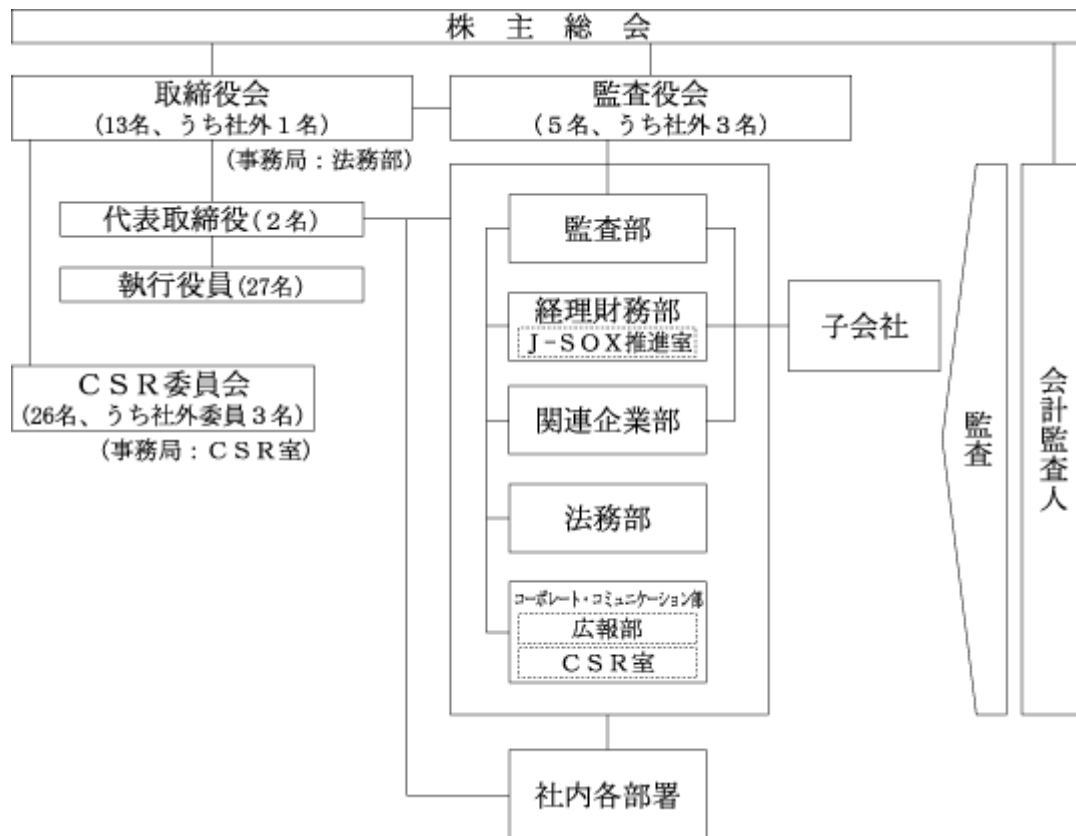 株主総会
取締役会
(13名、うち社外1名)
(事務局：法務部)
監査役会
(5名、うち社外3名)
代表取締役(2名)
執行役員(27名)
CSR委員会
(26名、うち社外委員3名)
(事務局：CSR室)
監査部
経理財務部
J-SOX推進室
関連企業部
法務部
コーポレート・コミュニケーション部
広報部
CSR室
社内各部署
子会社
監査
会計監査人